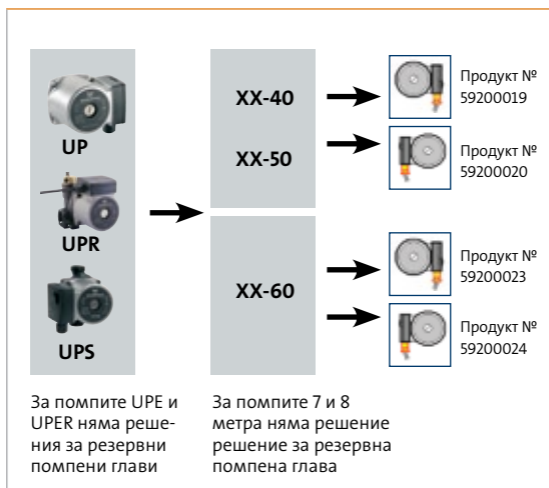 UP
UPR
UPS
XX-40
XX-50
XX-60
Продукт №
59200019
Продукт №
59200020
Продукт №
59200023
Продукт №
59200024
За помпите UPE и
UPER няма реше-
ния за резервни
помпени глави
За помпите 7 и 8
метра няма решение
решение за резервна
помпена глава